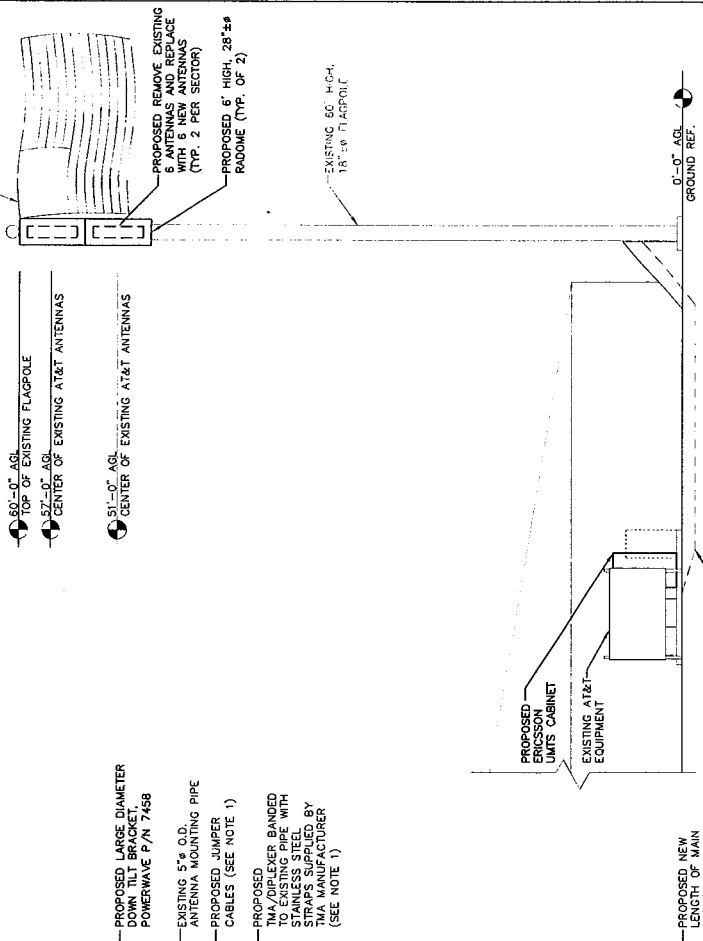 60'-0" AGL
TOP OF EXISTING FLAGPOLE
57'-0" AGL
CENTER OF EXISTING AT&T ANTENNAS
51'-0" AGL
CENTER OF EXISTING AT&T ANTENNAS
PROPOSED REMOVE EXISTING
6 ANTENNAS AND REPLACE
WITH 6 NEW ANTENNAS
(TYP. 2 PER SECTOR)
PROPOSED 6' HIGH, 28"±ø
RADOME (TYP. OF 2)
EXISTING 60' HIGH,
18"±ø FLAGPOLE
0'-0" AGL
GROUND REF.
PROPOSED LARGE DIAMETER
DOWN TILT BRACKET,
POWERWAVE P/N 7458
EXISTING 5"ø O.D.
ANTENNA MOUNTING PIPE
PROPOSED JUMPER
CABLES (SEE NOTE 1)
PROPOSED
TMA/DIPLEXER BANDED
TO EXISTING PIPE WITH
STAINLESS STEEL
STRAPS SUPPLIED BY
TMA MANUFACTURER
(SEE NOTE 1)
PROPOSED
ERICSSON
UMTS CABINET
EXISTING AT&T
EQUIPMENT
PROPOSED NEW
LENGTH OF MAIN